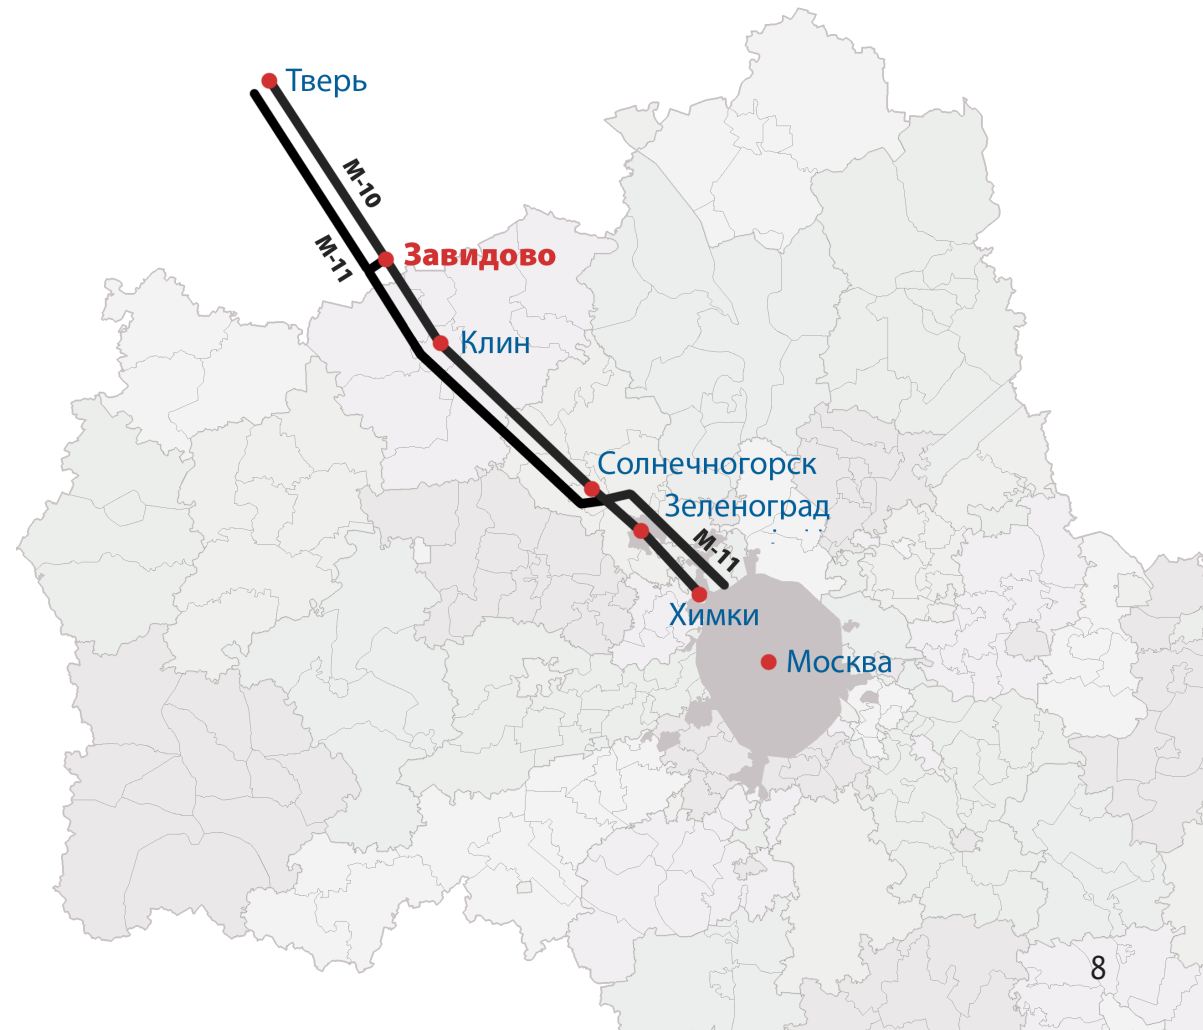 Тверь
М-10
М-11
Завидово
Клин
Солнечногорск
Зеленоград
М-11
Химки
Москва
8